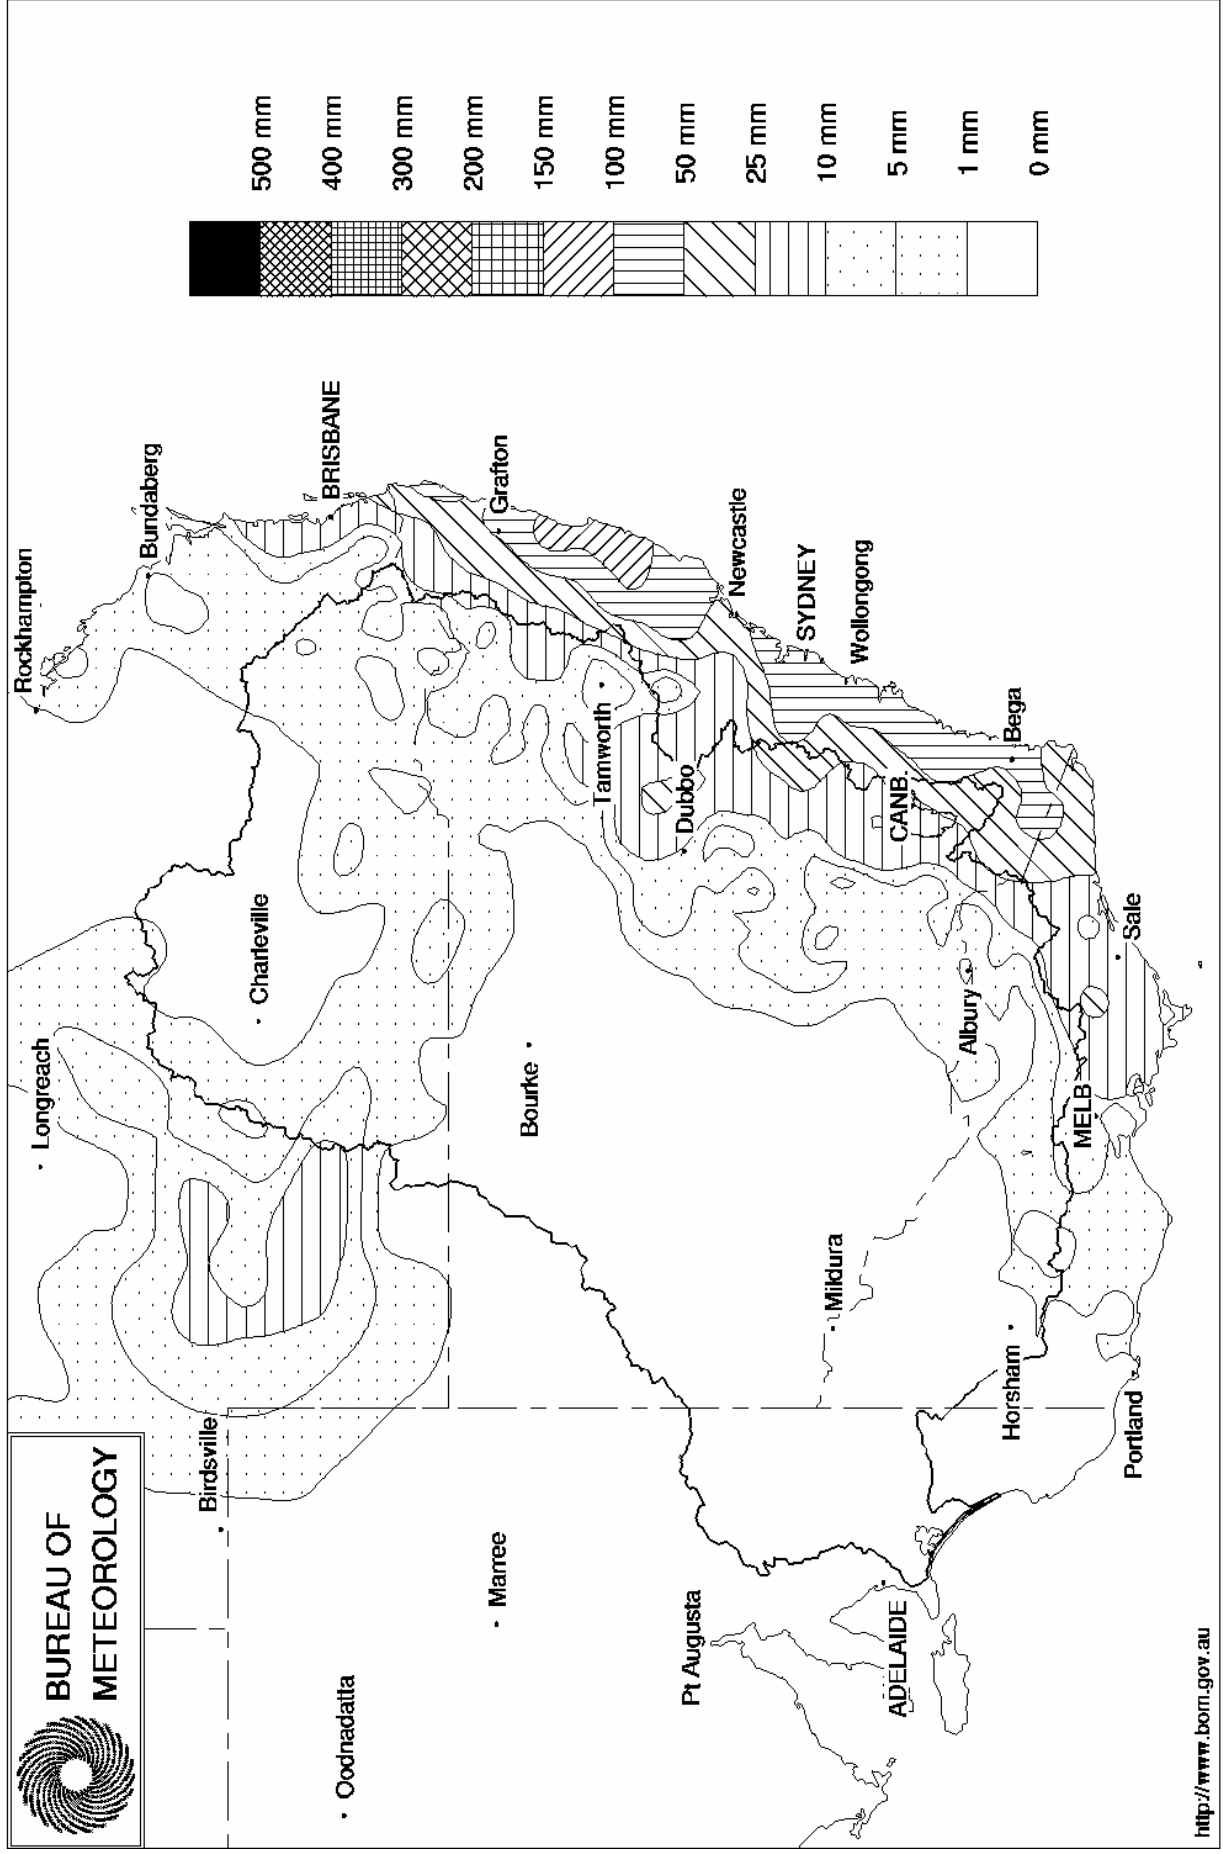 BUREAU OF
METEOROLOGY
Rockhampton
Longreach
Bundaberg
Birdsville
Charleville
BRISBANE
Oodnadatta
Marree
Bourke
Grafton
Tamworth
Pt Augusta
Dubbo
Newcastle
Mildura
SYDNEY
Wollongong
ADELAIDE
CANB.
Albury
Horsham
Bega
MELB
Sale
Portland
500 mm
400 mm
300 mm
200 mm
150 mm
100 mm
50 mm
25 mm
10 mm
5 mm
1 mm
0 mm
http://www.bom.gov.au